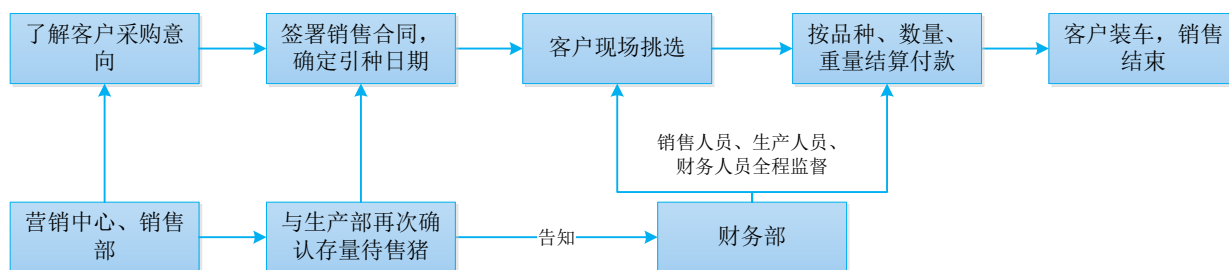 了解客户采购意
向
签署销售合同，
确定引种日期
客户现场挑选
按品种、数量、
重量结算付款
客户装车，销售
结束
销售人员、生产人员、
财务人员全程监督
营销中心、销售
部
与生产部再次确
认存量待售猪
告知
财务部